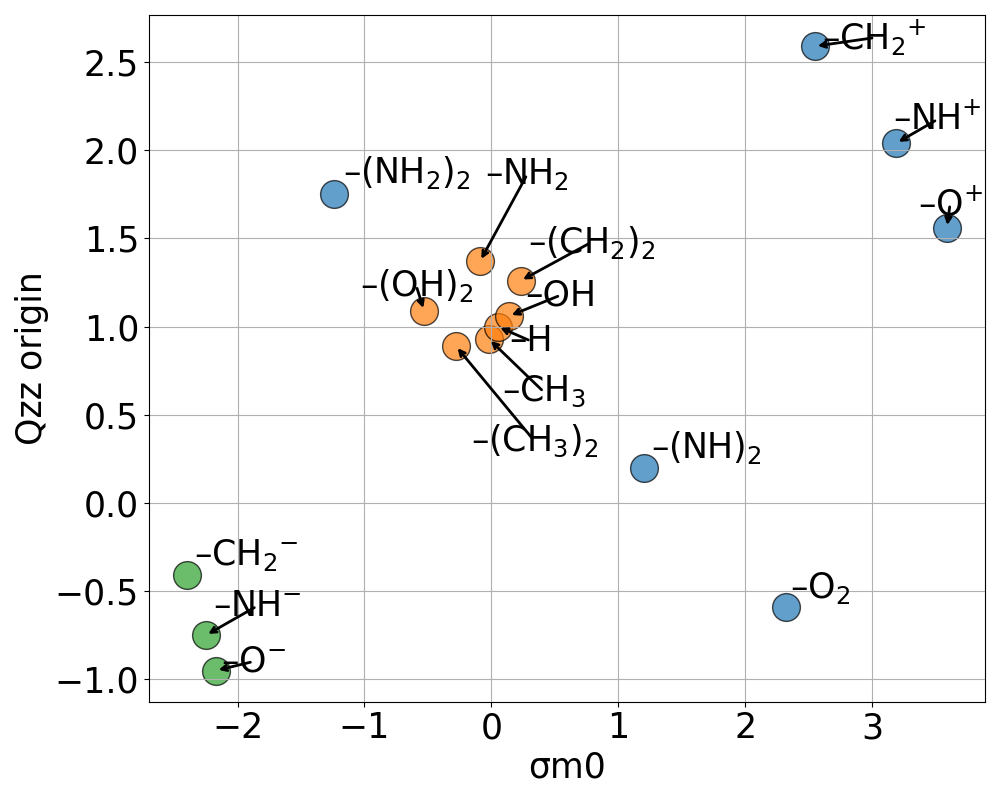 –CH₂⁺
–NH⁺
–O⁺
–(NH₂)₂
–NH₂
–(CH₂)₂
–(OH)₂
–OH
–H
–CH₃
–(CH₃)₂
–(NH)₂
–CH₂⁻
–NH⁻
–O⁻
–O₂
2.5
2.0
1.5
1.0
0.5
0.0
−0.5
−1.0
Qzz origin
−2
−1
0
1
2
3
σm0